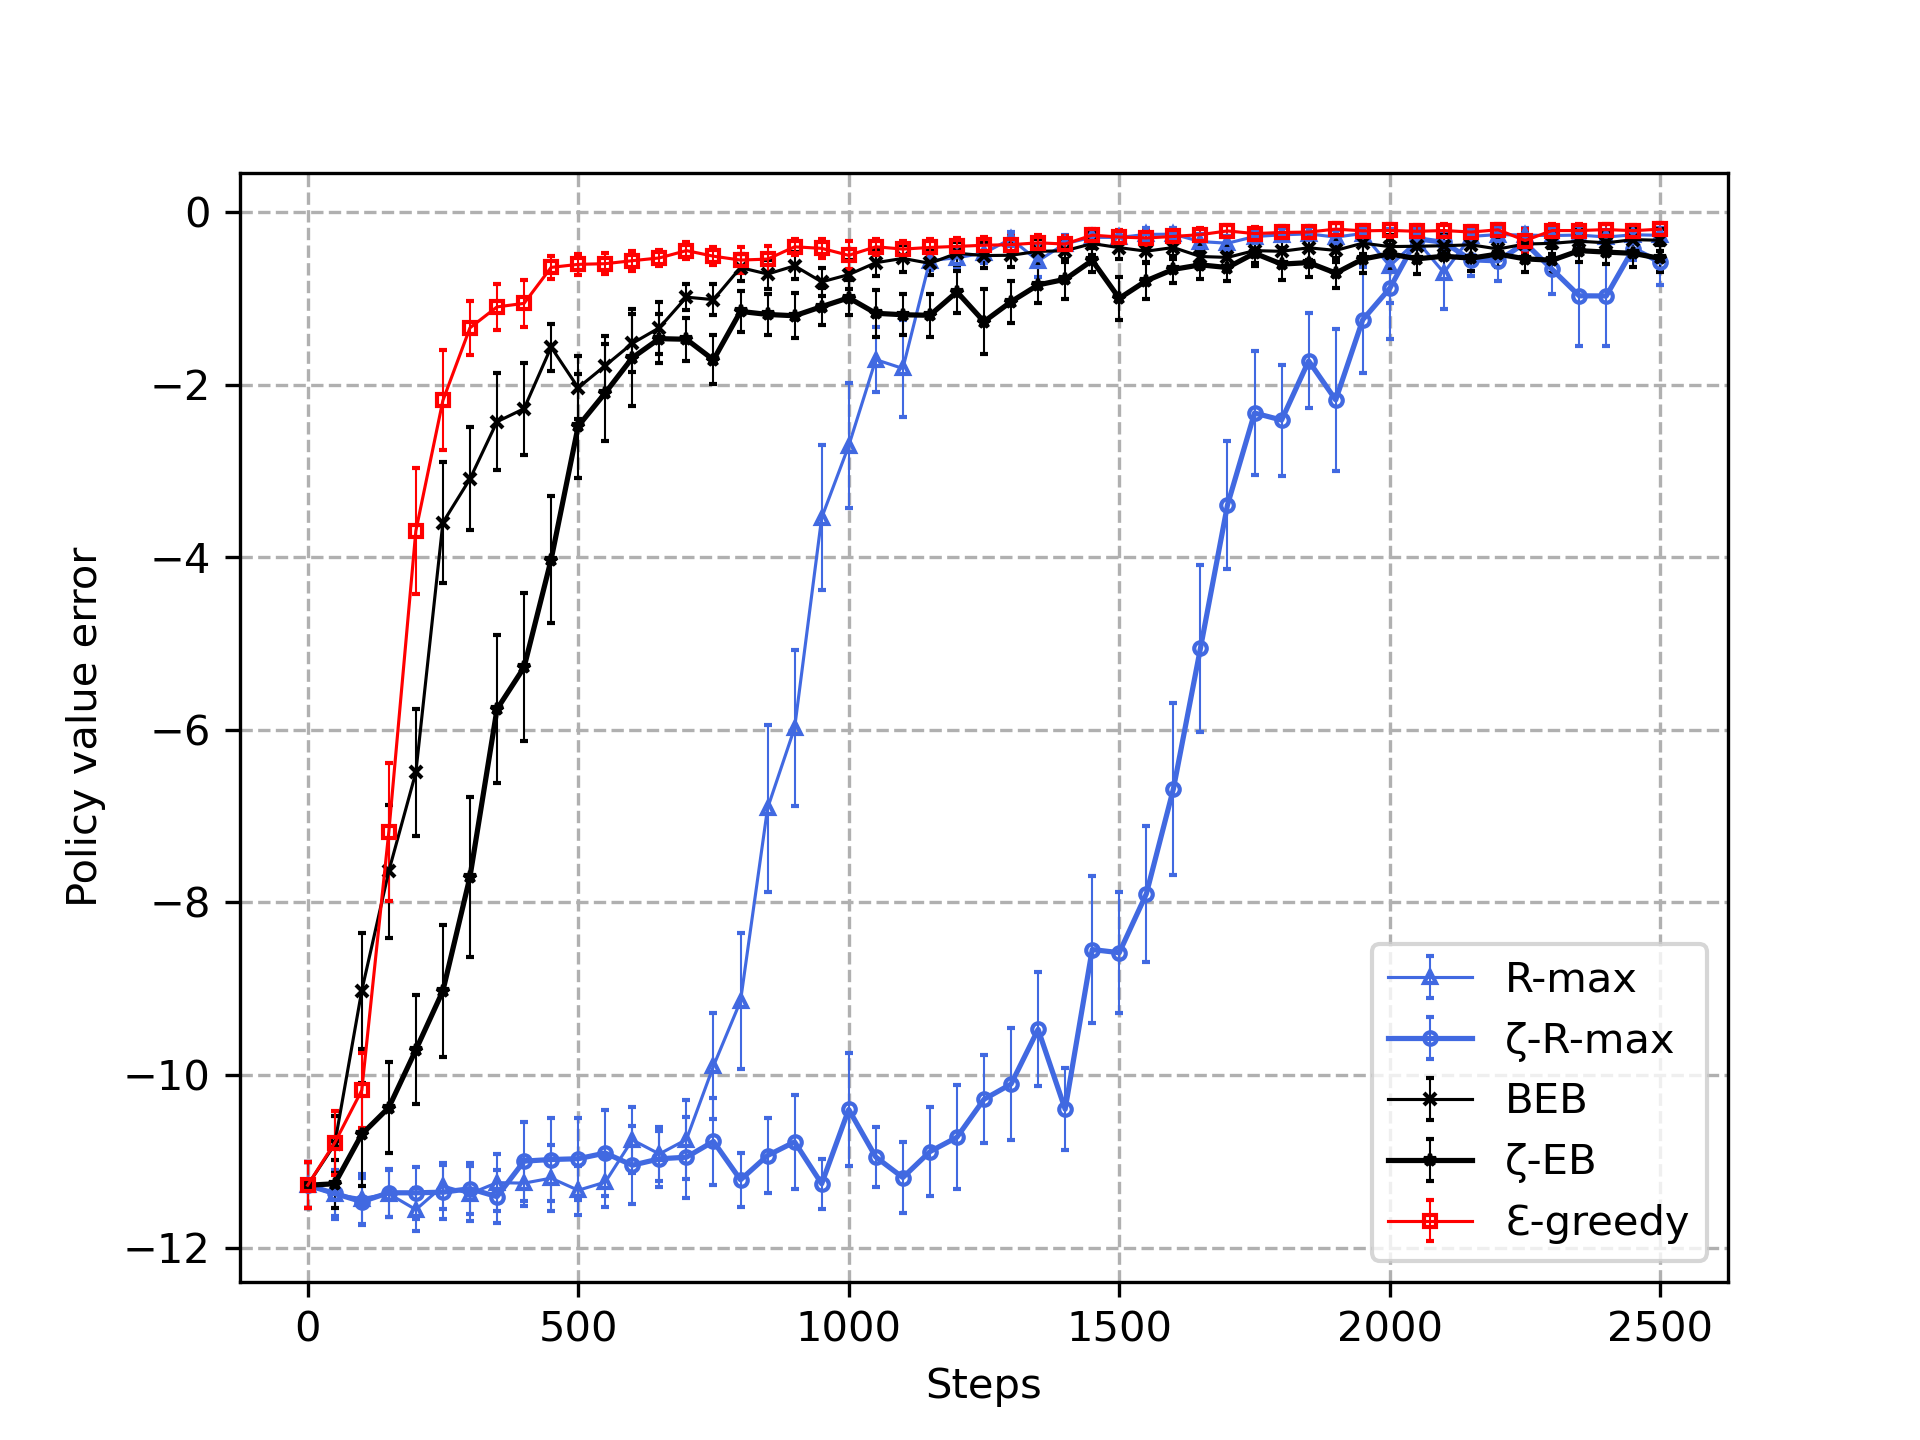 0
−2
−4
−6
−8
−10
−12
Policy value error
0 500 1000 1500 2000 2500
Steps
R-max
ζ-R-max
BEB
ζ-EB
Ɛ-greedy